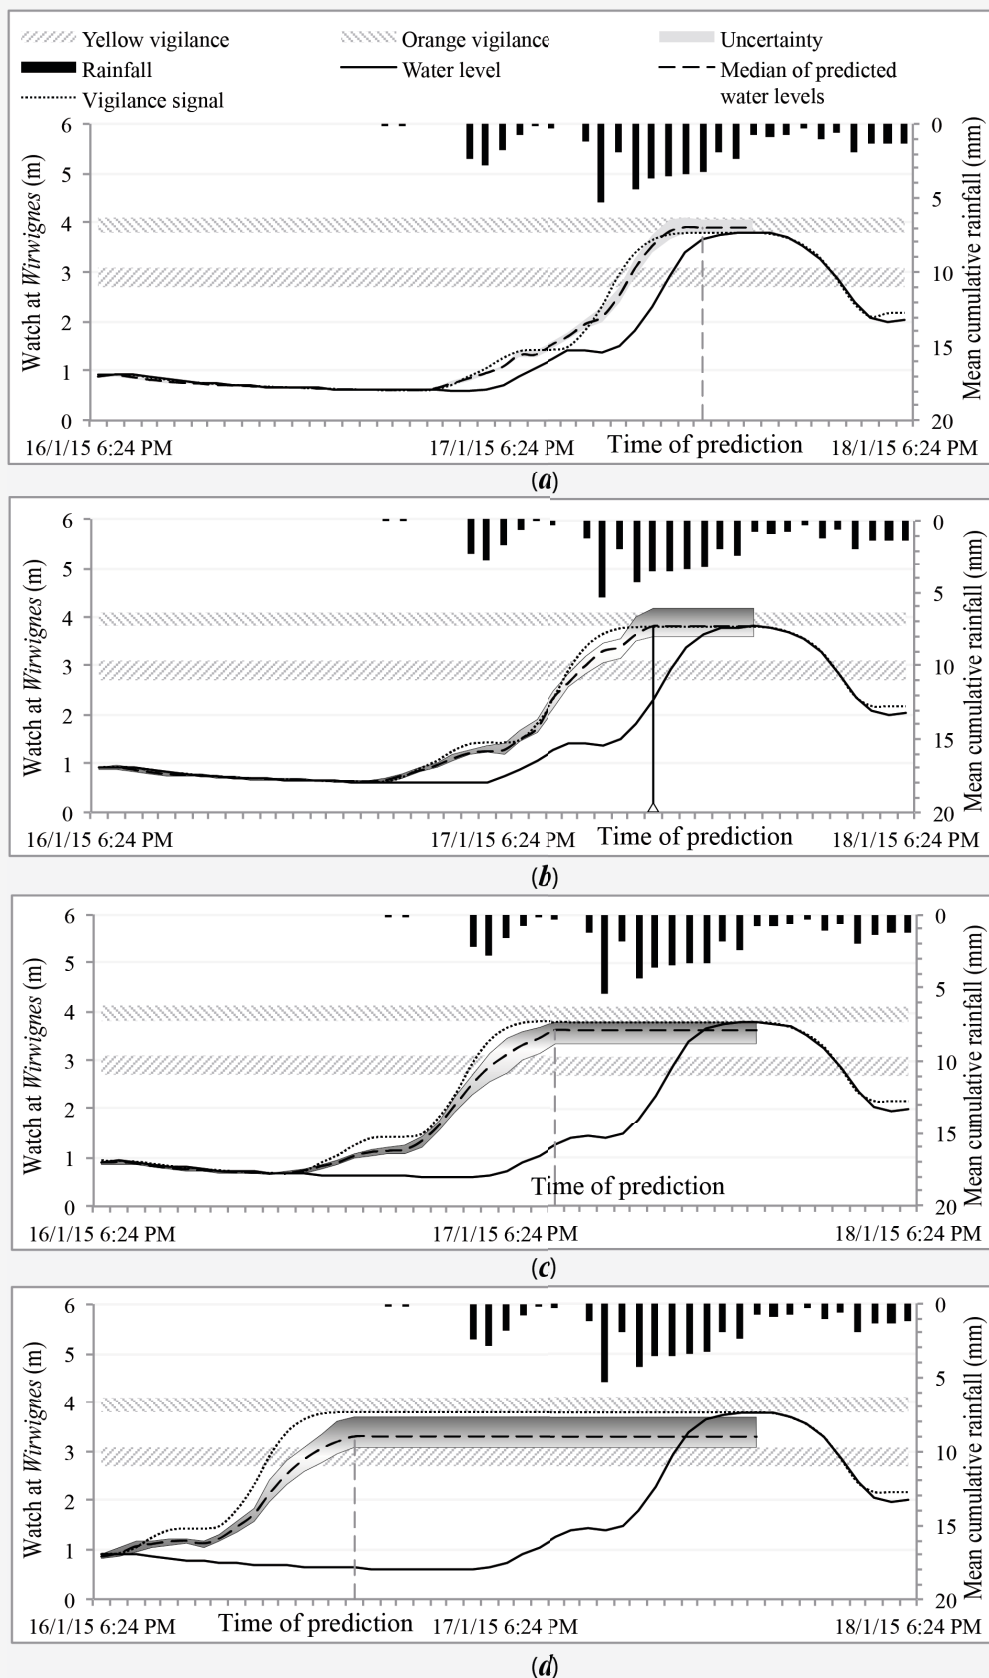 Yellow vigilance Orange vigilance Uncertainty
Rainfall Water level Median of predicted water levels
Vigilance signal
Watch at Wirwignes (m)
6
5
4
3
2
1
0
0
5
10
15
20
Mean cumulative rainfall (mm)
16/1/15 6:24 PM 17/1/15 6:24 PM Time of prediction 18/1/15 6:24 PM
(a)
Watch at Wirwignes (m)
6
5
4
3
2
1
0
0
5
10
15
20
Mean cumulative rainfall (mm)
16/1/15 6:24 PM 17/1/15 6:24 PM Time of prediction 18/1/15 6:24 PM
(b)
Watch at Wirwignes (m)
6
5
4
3
2
1
0
0
5
10
15
20
Mean cumulative rainfall (mm)
Time of prediction
16/1/15 6:24 PM 17/1/15 6:24 PM 18/1/15 6:24 PM
(c)
Watch at Wirwignes (m)
6
5
4
3
2
1
0
0
5
10
15
20
Mean cumulative rainfall (mm)
16/1/15 6:24 PM Time of prediction 17/1/15 6:24 PM 18/1/15 6:24 PM
(d)